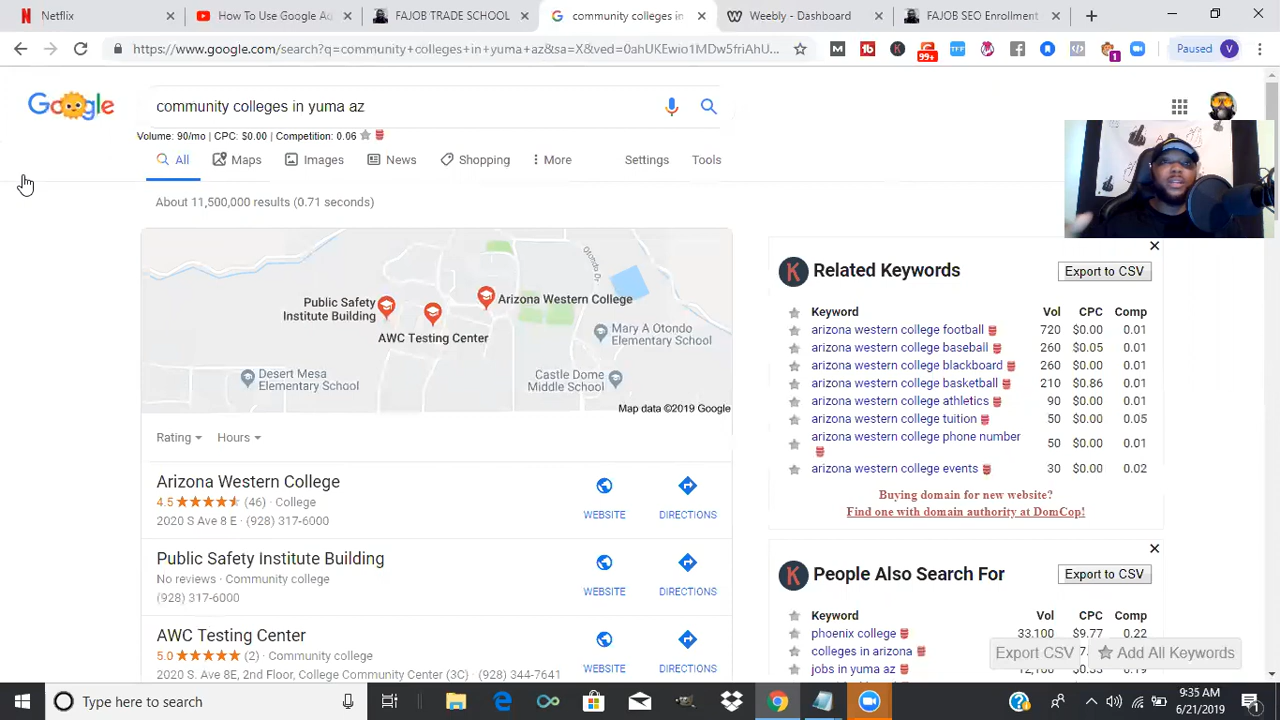 Netflix
How To Use Google Ad
FAJOB TRADE SCHOOL
community colleges in
Weebly - Dashboard
FAJOB SEO Enrollment
https://www.google.com/search?q=community+colleges+in+yuma+az&sa=X&ved=0ahUKEwio1MDw5friAhU...
99+
TFF
1
Paused
V
Google
community colleges in yuma az
Volume: 90/mo | CPC: $0.00 | Competition: 0.06
All
Maps
Images
News
Shopping
More
Settings
Tools
About 11,500,000 results (0.71 seconds)
Public Safety
Institute Building
Arizona Western College
AWC Testing Center
Otondo Dr
Mary A Otondo
Elementary School
Desert Mesa
Elementary School
Castle Dome
Middle School
Map data ©2019 Google
Rating
Hours
Arizona Western College
4.5 (46) · College
2020 S Ave 8 E · (928) 317-6000
WEBSITE
DIRECTIONS
Public Safety Institute Building
No reviews · Community college
(928) 317-6000
WEBSITE
DIRECTIONS
AWC Testing Center
5.0 (2) · Community college
2020 S Ave. 8E, 2nd Floor, College Community Center (3C) · (928) 344-7641
WEBSITE
DIRECTIONS
K Related Keywords
Export to CSV
Keyword Vol CPC Comp
arizona western college football 720 $0.00 0.01
arizona western college baseball 260 $0.05 0.01
arizona western college blackboard 260 $0.00 0.01
arizona western college basketball 210 $0.86 0.01
arizona western college athletics 90 $0.00 0.01
arizona western college tuition 50 $0.00 0.05
arizona western college phone number 50 $0.00 0.01
arizona western college events 30 $0.00 0.02
Buying domain for new website?
Find one with domain authority at DomCop!
K People Also Search For
Export to CSV
Keyword Vol CPC Comp
phoenix college 33,100 $9.77 0.22
colleges in arizona
jobs in yuma az
Export CSV
Add All Keywords
Type here to search
9:35 AM
6/21/2019
1